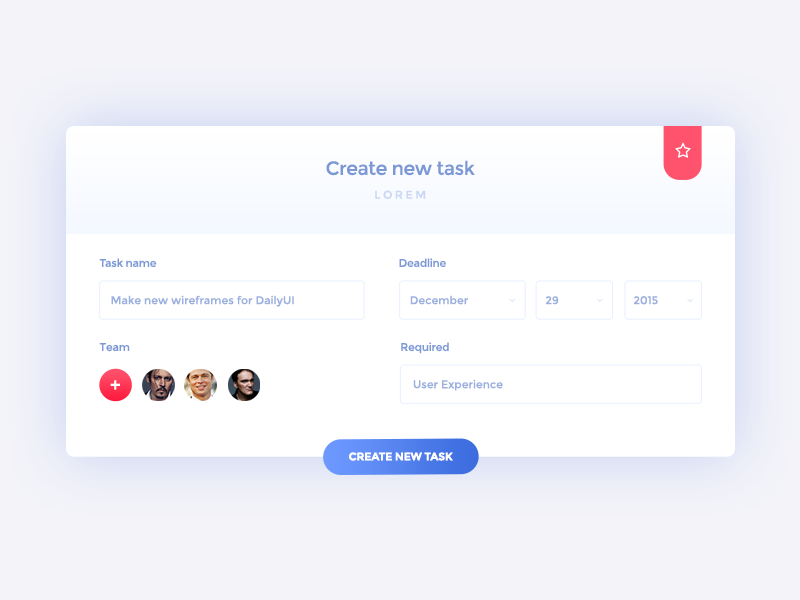 Create new task
LOREM
Task name
Deadline
Make new wireframes for DailyUI
December
29
2015
Team
Required
+
User Experience
CREATE NEW TASK